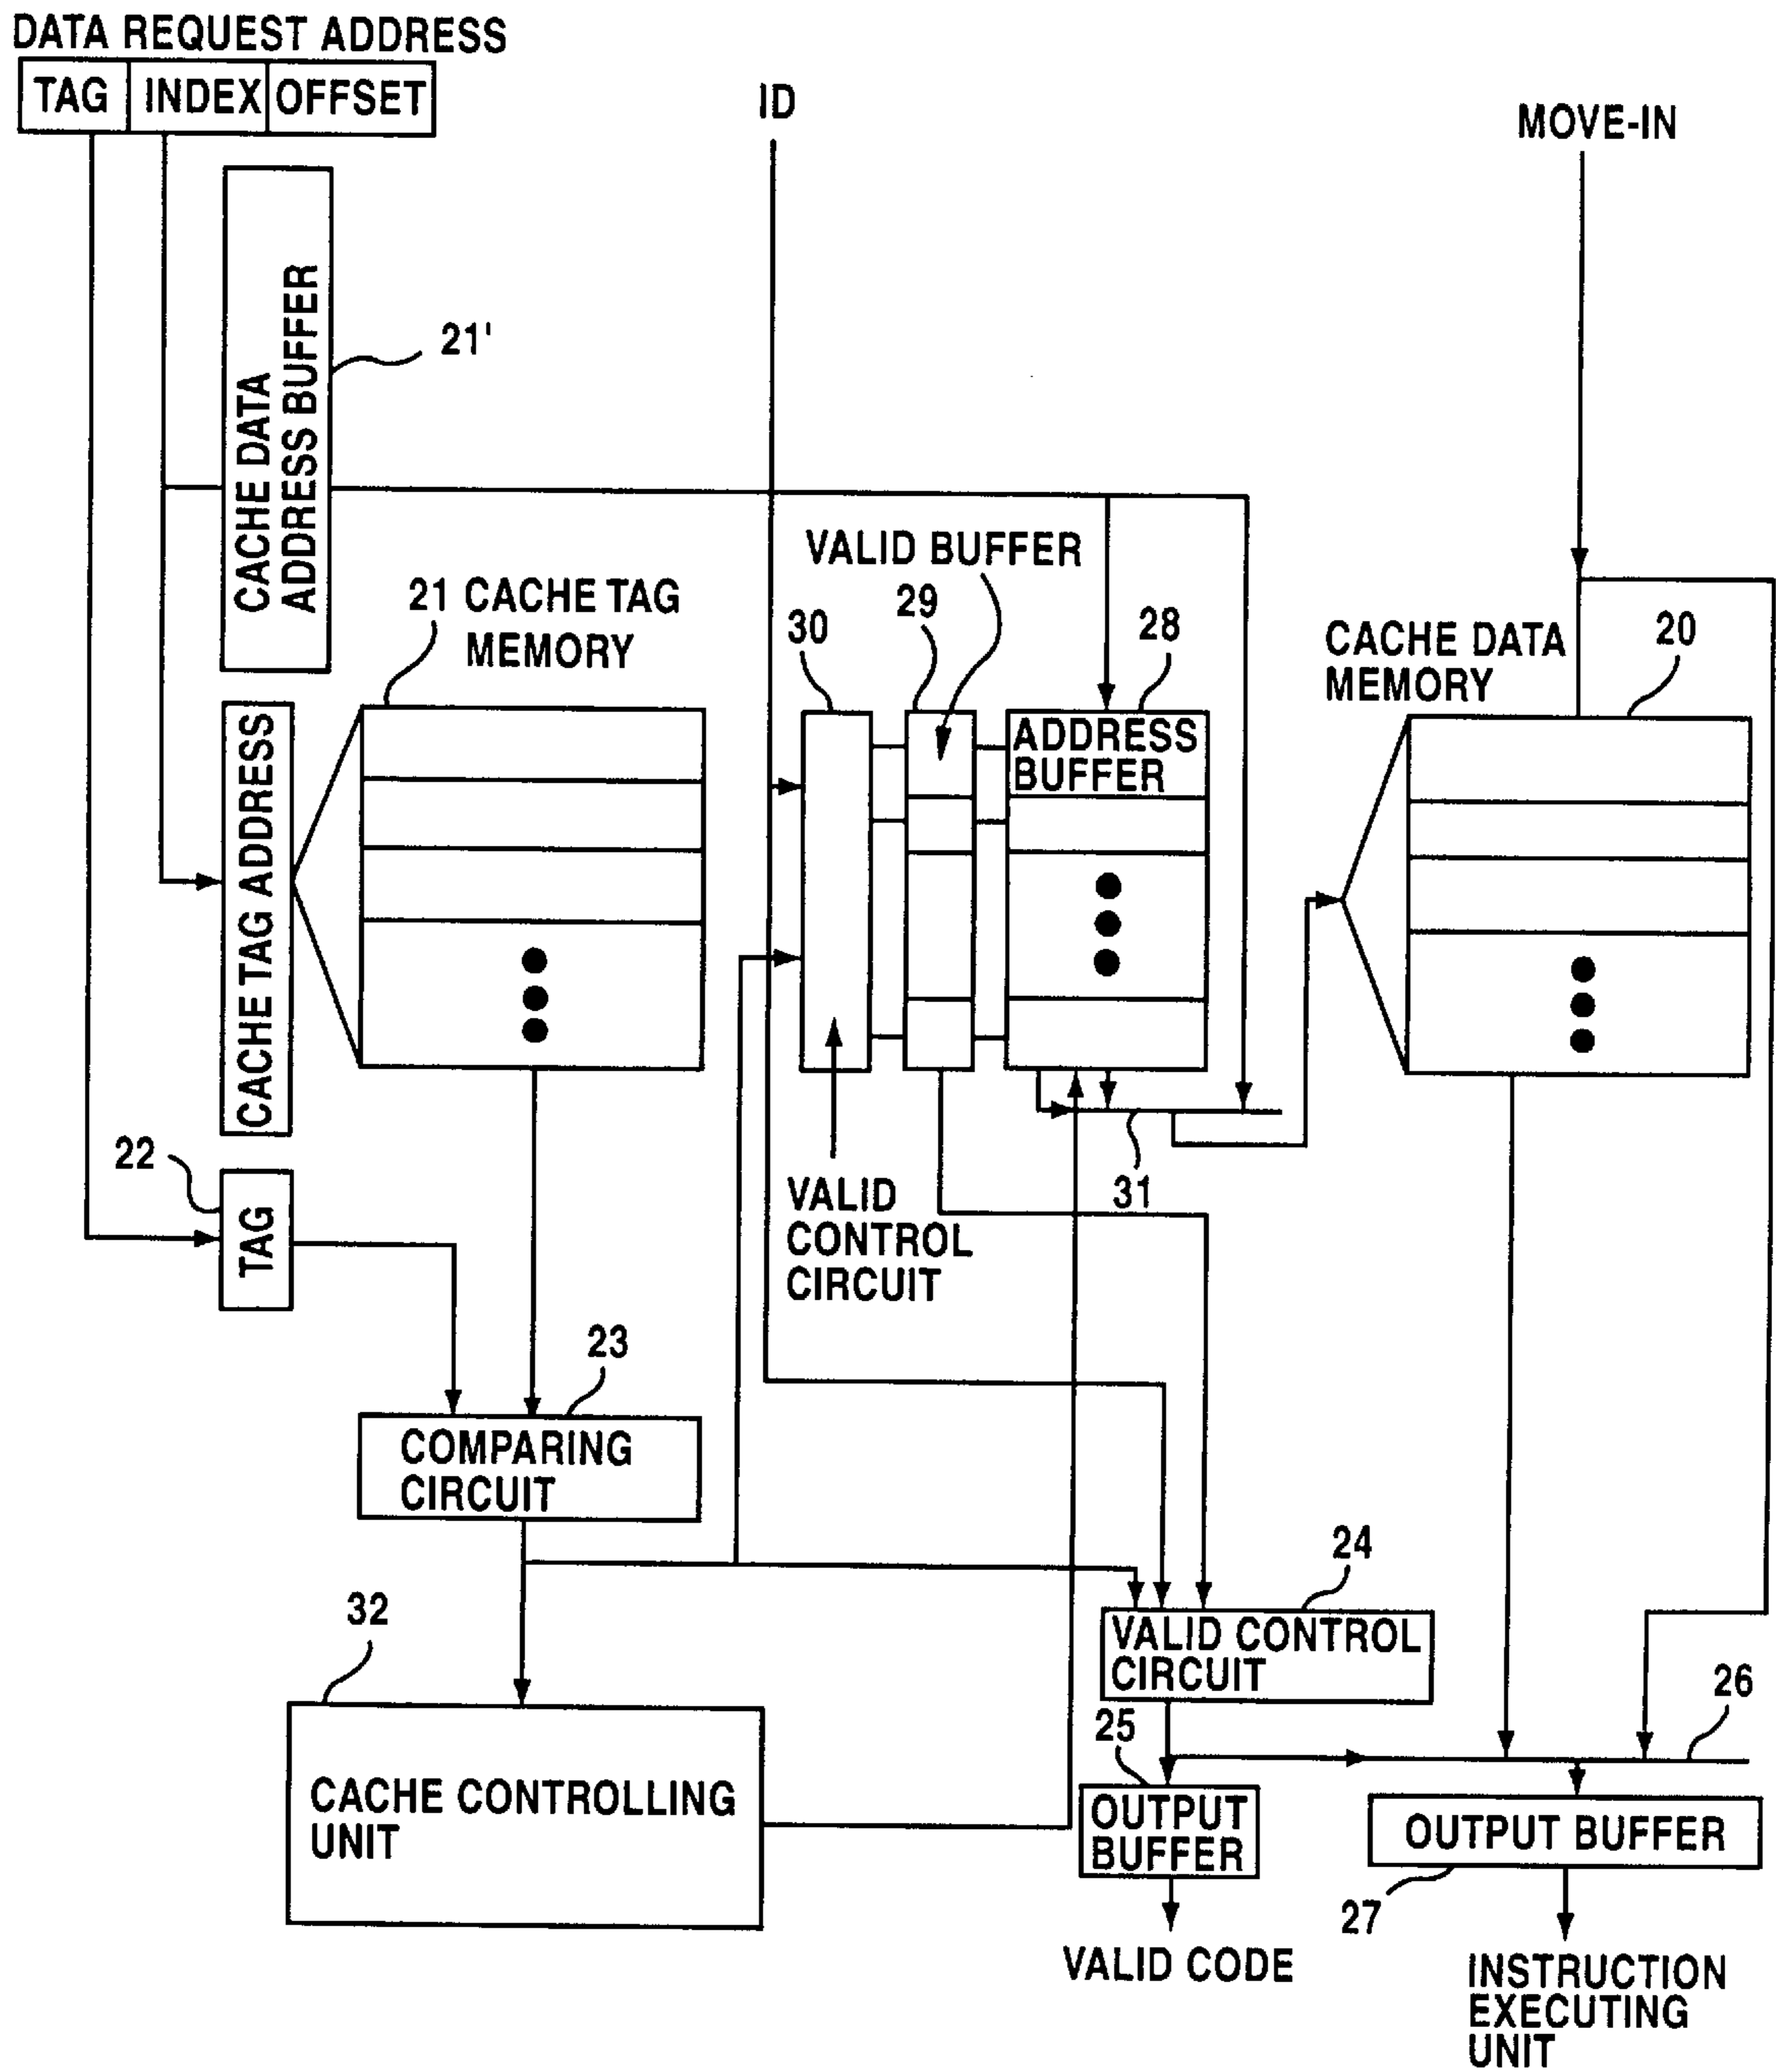 DATA REQUEST ADDRESS
TAG INDEX OFFSET
ID
MOVE-IN
CACHE DATA
ADDRESS BUFFER
21'
VALID BUFFER
21 CACHE TAG
MEMORY
30
29
28
CACHE DATA
MEMORY
20
ADDRESS
BUFFER
CACHE TAG ADDRESS
22
TAG
VALID
CONTROL
CIRCUIT
31
23
COMPARING
CIRCUIT
24
VALID CONTROL
CIRCUIT
32
CACHE CONTROLLING
UNIT
25
26
OUTPUT
BUFFER
OUTPUT BUFFER
27
VALID CODE
INSTRUCTION
EXECUTING
UNIT